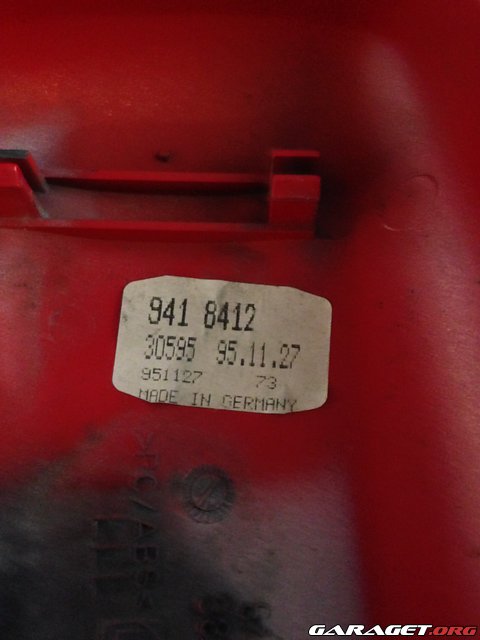 941 8412
30595 95.11.27
951127 73
MADE IN GERMANY
GARAGET.ORG